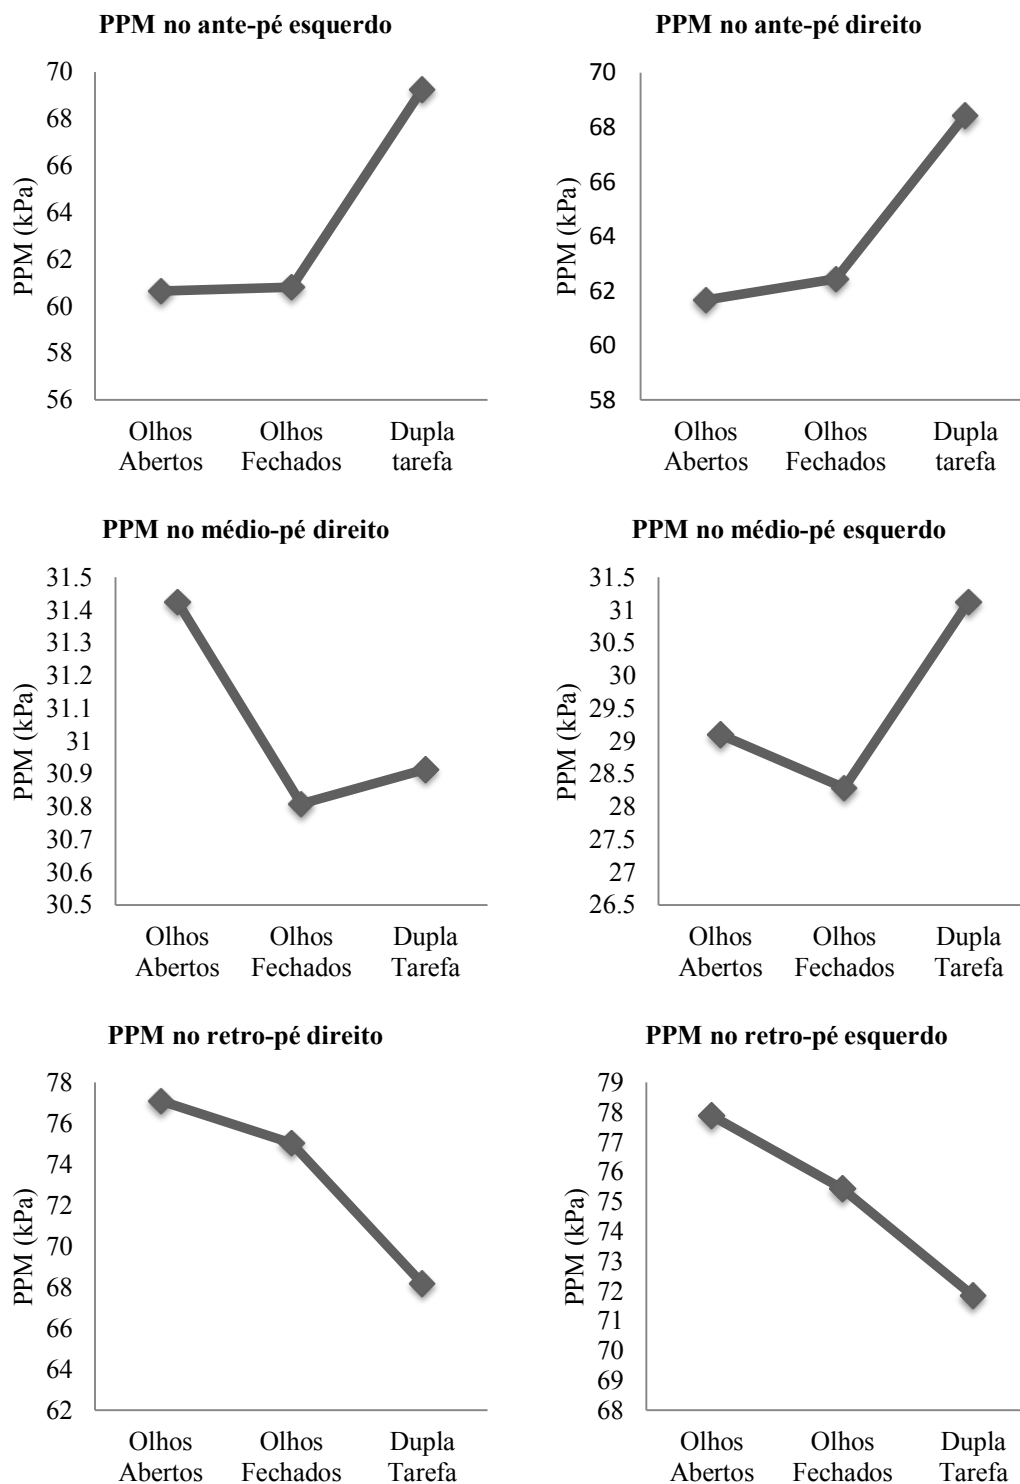 PPM no ante-pé esquerdo
PPM (kPa)
70
68
66
64
62
60
58
56
Olhos Abertos
Olhos Fechados
Dupla tarefa
PPM no ante-pé direito
PPM (kPa)
70
68
66
64
62
60
58
Olhos Abertos
Olhos Fechados
Dupla tarefa
PPM no médio-pé direito
PPM (kPa)
31.5
31.4
31.3
31.2
31.1
31
30.9
30.8
30.7
30.6
30.5
Olhos Abertos
Olhos Fechados
Dupla Tarefa
PPM no médio-pé esquerdo
PPM (kPa)
31.5
31
30.5
30
29.5
29
28.5
28
27.5
27
26.5
Olhos Abertos
Olhos Fechados
Dupla Tarefa
PPM no retro-pé direito
PPM (kPa)
78
76
74
72
70
68
66
64
62
Olhos Abertos
Olhos Fechados
Dupla Tarefa
PPM no retro-pé esquerdo
PPM (kPa)
79
78
77
76
75
74
73
72
71
70
69
68
Olhos Abertos
Olhos Fechados
Dupla Tarefa